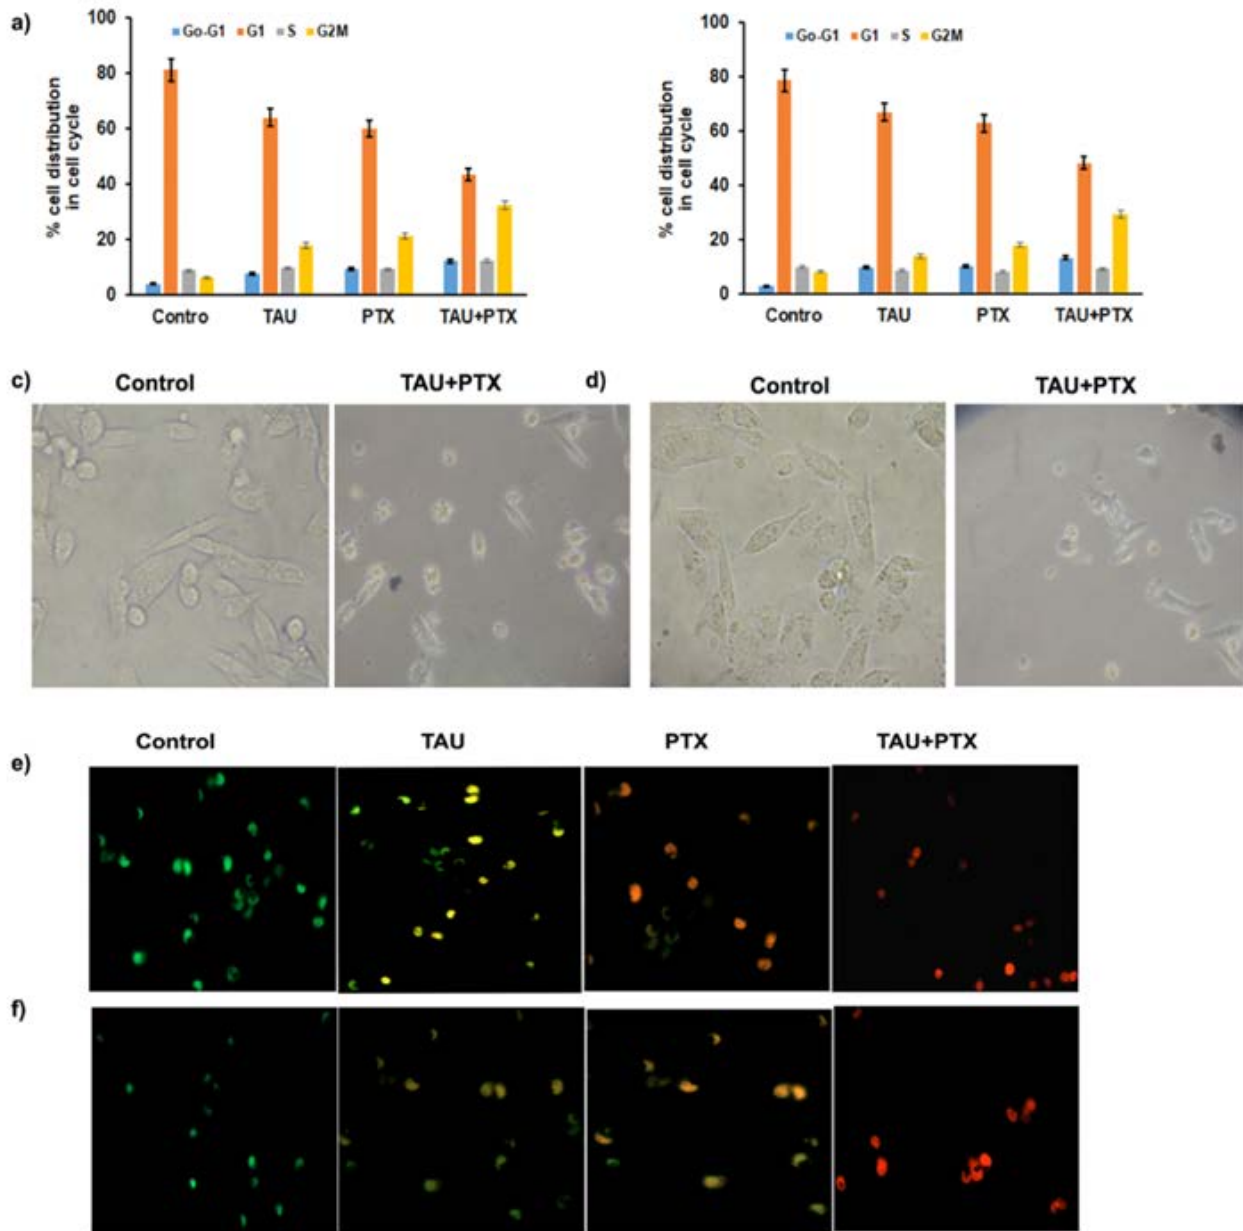 a)
% cell distribution
in cell cycle
100
80
60
40
20
0
Go-G1 G1 S G2M
Contro TAU PTX TAU+PTX
% cell distribution
in cell cycle
100
80
60
40
20
0
Go-G1 G1 S G2M
Contro TAU PTX TAU+PTX
c) Control TAU+PTX
d) Control TAU+PTX
Control TAU PTX TAU+PTX
e)
f)